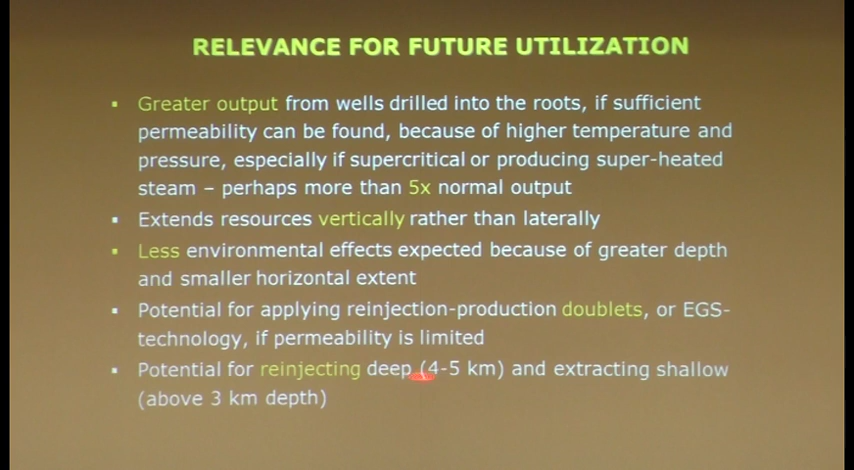 RELEVANCE FOR FUTURE UTILIZATION
▪ Greater output from wells drilled into the roots, if sufficient
permeability can be found, because of higher temperature and
pressure, especially if supercritical or producing super-heated
steam – perhaps more than 5x normal output
▪ Extends resources vertically rather than laterally
▪ Less environmental effects expected because of greater depth
and smaller horizontal extent
▪ Potential for applying reinjection-production doublets, or EGS-
technology, if permeability is limited
▪ Potential for reinjecting deep (4-5 km) and extracting shallow
(above 3 km depth)